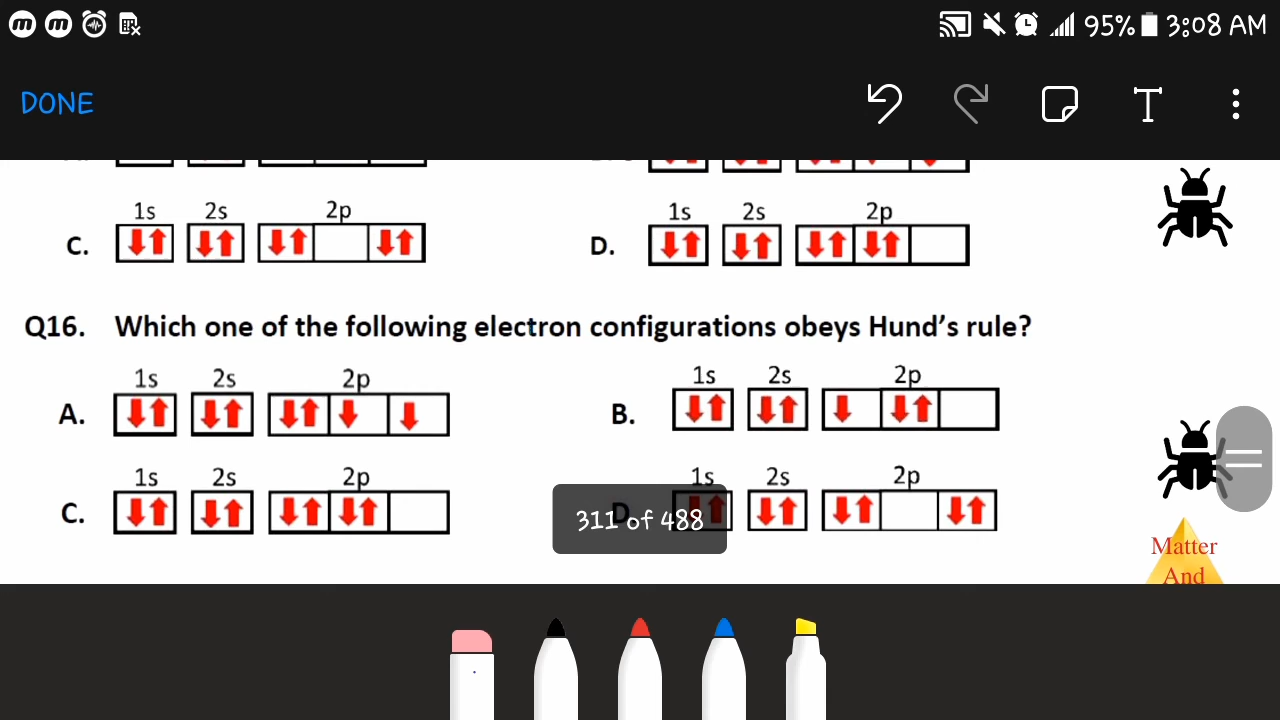 95% 3:08 AM
DONE
T
1s 2s 2p 1s 2s 2p
C. D.
Q16. Which one of the following electron configurations obeys Hund's rule?
1s 2s 2p 1s 2s 2p
A. B.
1s 2s 2p 1s 2s 2p
C. D.
311 of 488
Matter
And